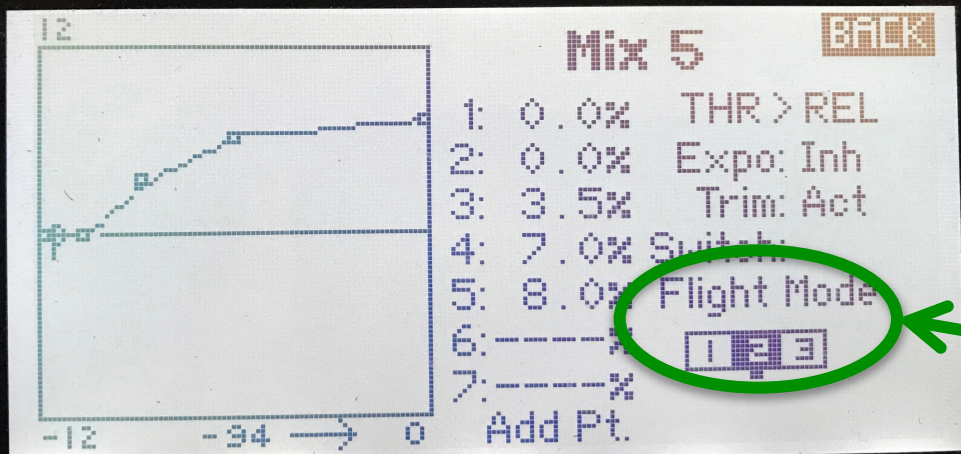 12
BACK
Mix 5
1: 0.0% THR > REL
2: 0.0% Expo: Inh
3: 3.5% Trim: Act
4: 7.0% Switch:
5: 8.0% Flight Mode
6:----% 1 2 3
7:----%
-12 -94 → 0 Add Pt.